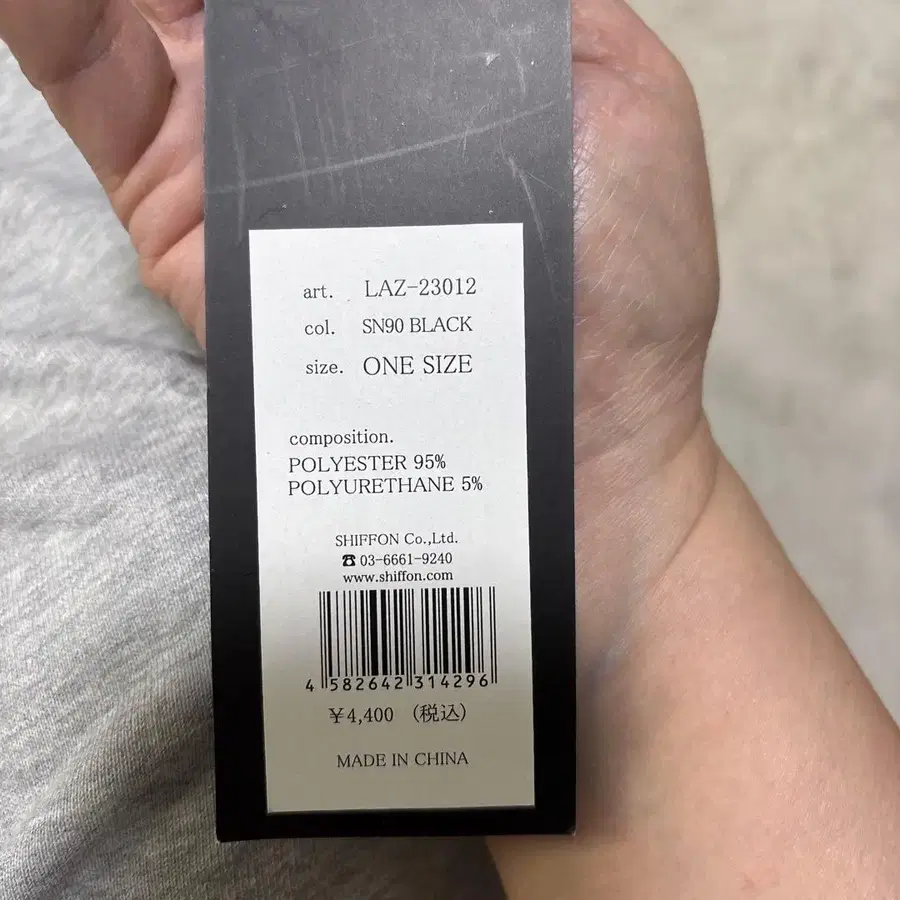 art. LAZ-23012
col. SN90 BLACK
size. ONE SIZE
composition.
POLYESTER 95%
POLYURETHANE 5%
SHIFFON Co.,Ltd.
☎ 03-6661-9240
www.shiffon.com
4 582642 314296
¥4,400 (税込)
MADE IN CHINA